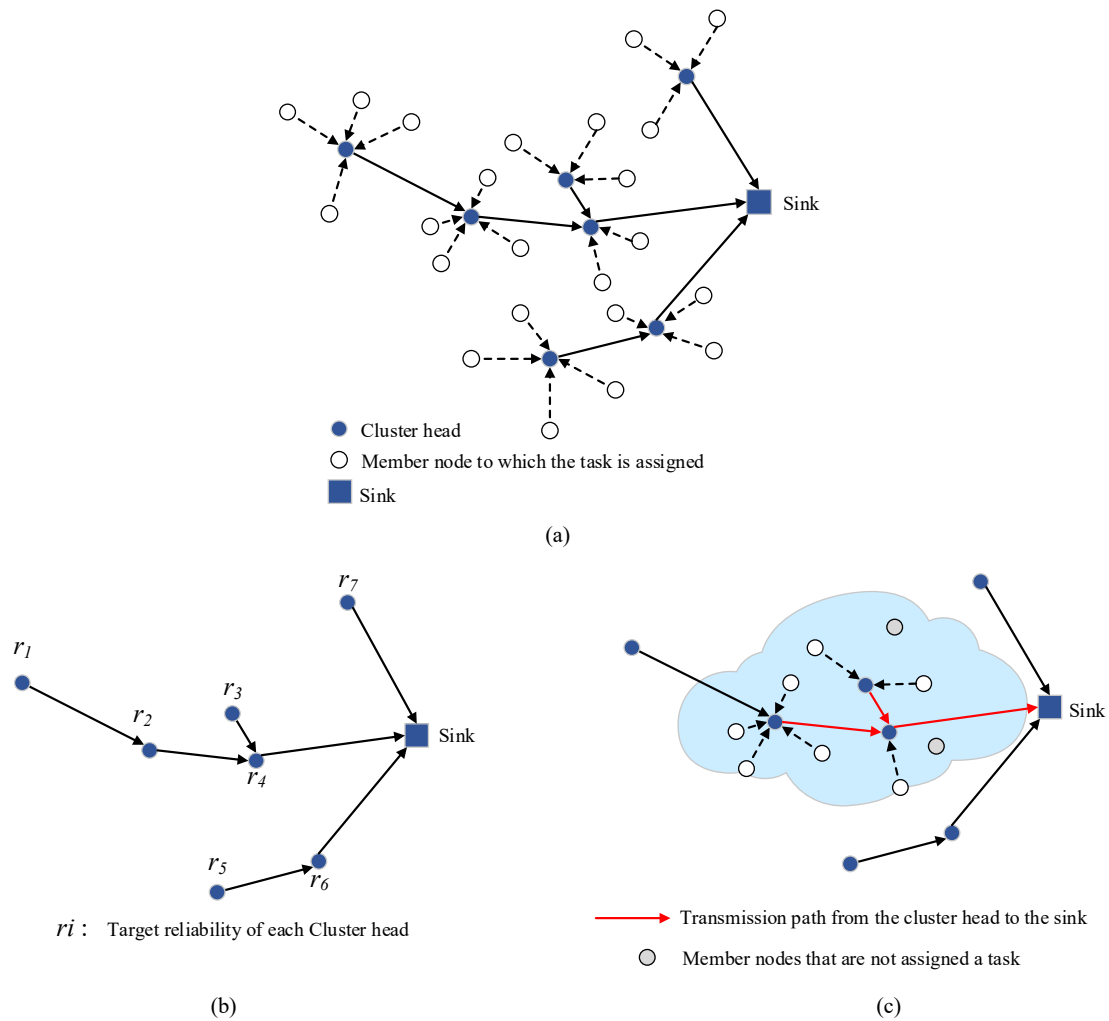 Sink
Cluster head
Member node to which the task is assigned
Sink
(a)
r7
r1
r3
r2
Sink
r4
r5
r6
ri : Target reliability of each Cluster head
(b)
Sink
Transmission path from the cluster head to the sink
Member nodes that are not assigned a task
(c)